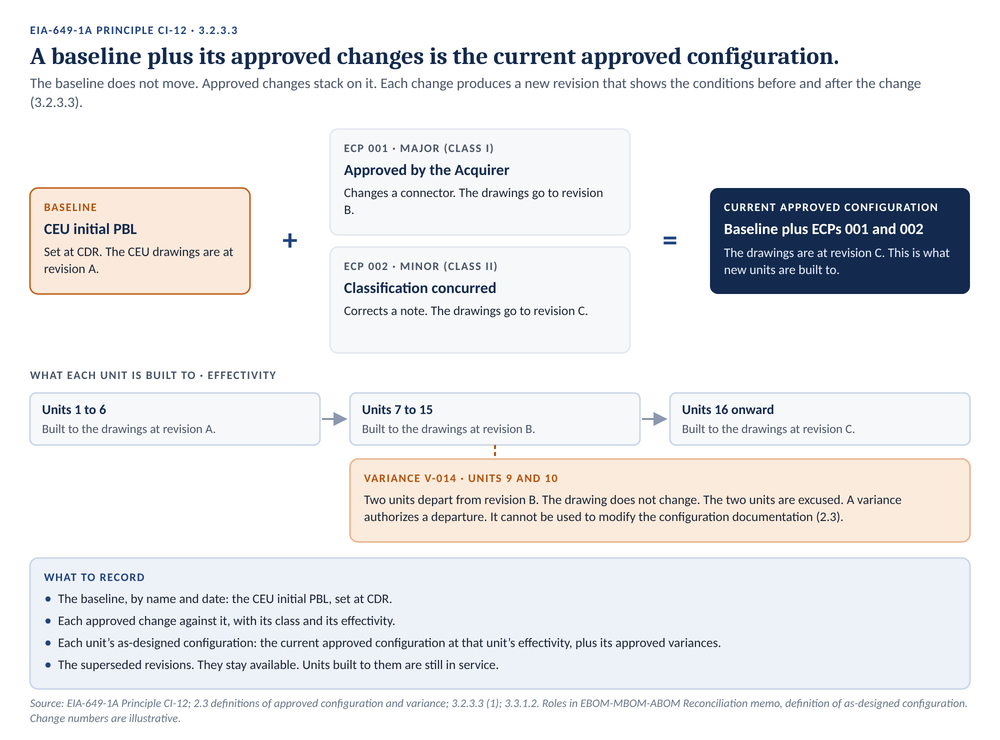 EIA-649-1A PRINCIPLE CI-12 · 3.2.3.3
A baseline plus its approved changes is the current approved configuration.
The baseline does not move. Approved changes stack on it. Each change produces a new revision that shows the conditions before and after the change
(3.2.3.3).
BASELINE
CEU initial PBL
Set at CDR. The CEU drawings are at
revision A.
+
ECP 001 · MAJOR (CLASS I)
Approved by the Acquirer
Changes a connector. The drawings go to revision
B.
ECP 002 · MINOR (CLASS II)
Classification concurred
Corrects a note. The drawings go to revision C.
=
CURRENT APPROVED CONFIGURATION
Baseline plus ECPs 001 and 002
The drawings are at revision C. This is what
new units are built to.
WHAT EACH UNIT IS BUILT TO · EFFECTIVITY
Units 1 to 6
Built to the drawings at revision A.
Units 7 to 15
Built to the drawings at revision B.
Units 16 onward
Built to the drawings at revision C.
VARIANCE V-014 · UNITS 9 AND 10
Two units depart from revision B. The drawing does not change. The two units are excused. A variance
authorizes a departure. It cannot be used to modify the configuration documentation (2.3).
WHAT TO RECORD
● The baseline, by name and date: the CEU initial PBL, set at CDR.
● Each approved change against it, with its class and its effectivity.
● Each unit’s as-designed configuration: the current approved configuration at that unit’s effectivity, plus its approved variances.
● The superseded revisions. They stay available. Units built to them are still in service.
Source: EIA-649-1A Principle CI-12; 2.3 definitions of approved configuration and variance; 3.2.3.3 (1); 3.3.1.2. Roles in EBOM-MBOM-ABOM Reconciliation memo, definition of as-designed configuration.
Change numbers are illustrative.